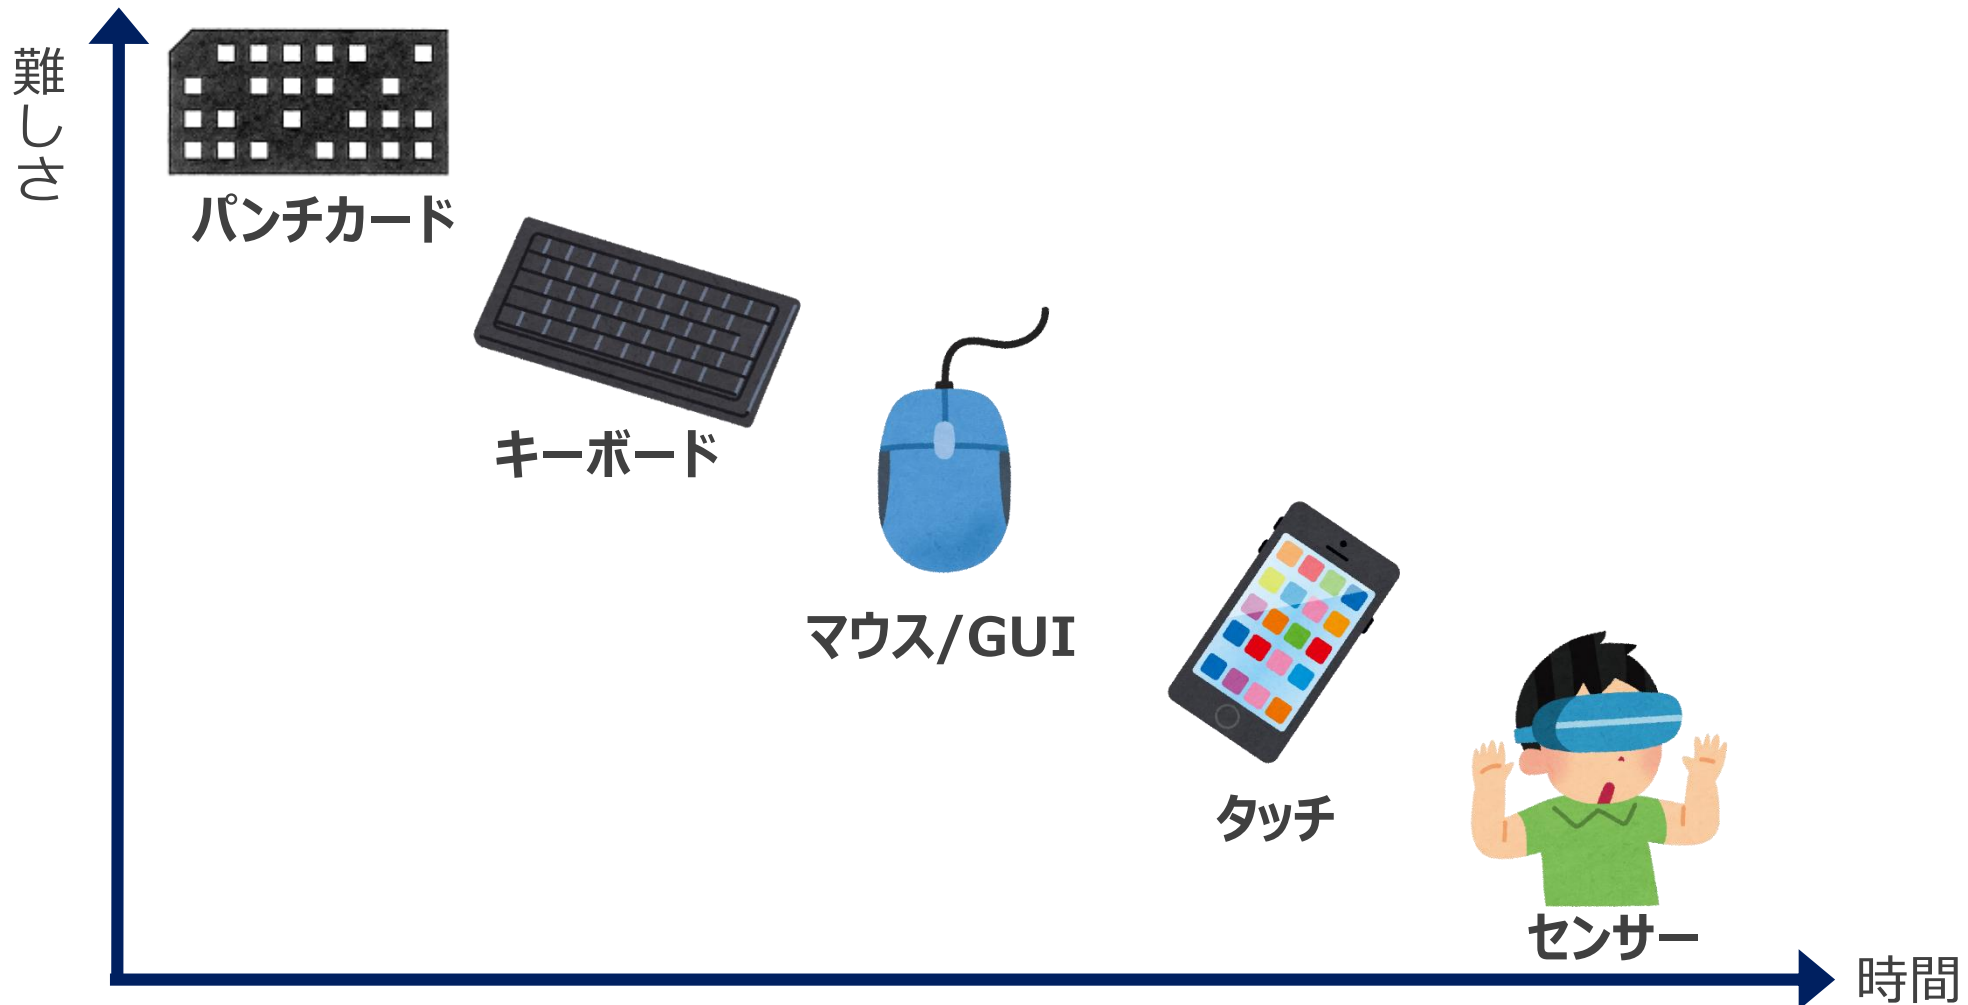 難しさ
パンチカード
キーボード
マウス/GUI
タッチ
センサー
時間